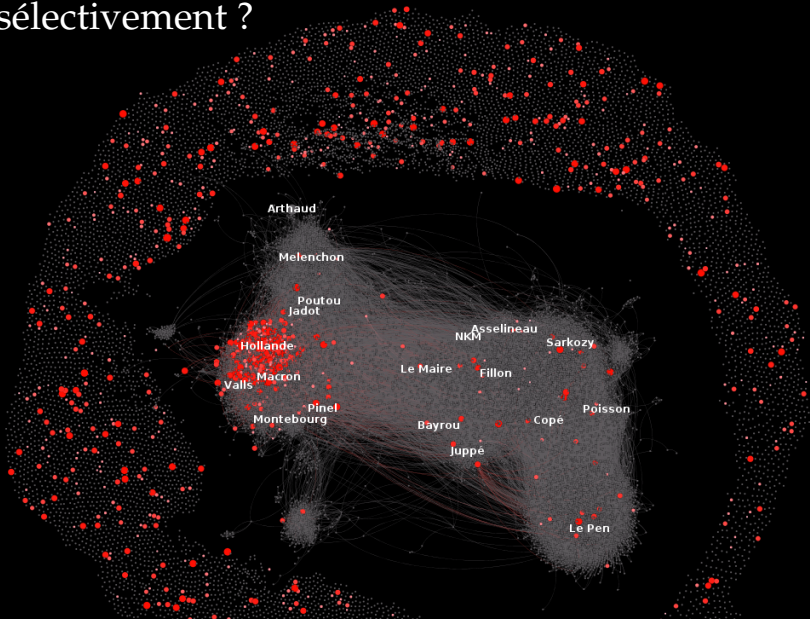 sélectivement ?
Arthaud
Melenchon
Poutou
Jadot
Asselineau
NKM
Hollande
Sarkozy
Le Maire
Fillon
Macron
Valls
Pinel
Poisson
Montebourg
Copé
Bayrou
Juppé
Le Pen